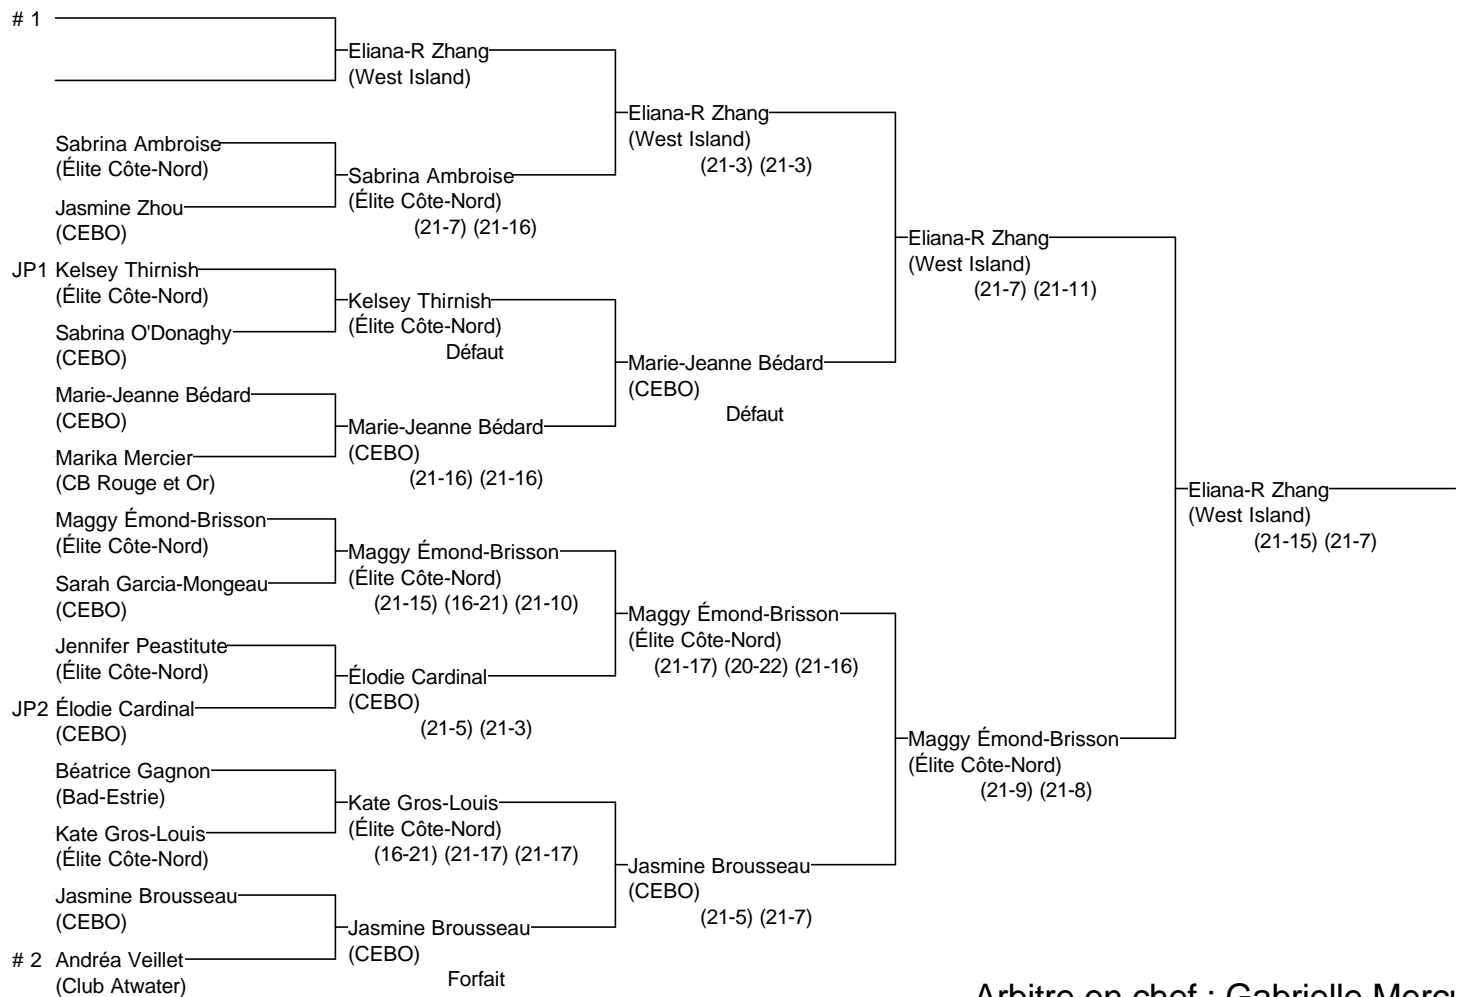 # 1
Eliana-R Zhang
(West Island)
Eliana-R Zhang
(West Island)
(21-3) (21-3)
Sabrina Ambroise
(Élite Côte-Nord)
Sabrina Ambroise
(Élite Côte-Nord)
(21-7) (21-16)
Jasmine Zhou
(CEBO)
Eliana-R Zhang
(West Island)
(21-7) (21-11)
JP1 Kelsey Thirnish
(Élite Côte-Nord)
Kelsey Thirnish
(Élite Côte-Nord)
Défaut
Sabrina O'Donaghy
(CEBO)
Marie-Jeanne Bédard
(CEBO)
Défaut
Marie-Jeanne Bédard
(CEBO)
Marie-Jeanne Bédard
(CEBO)
(21-16) (21-16)
Marika Mercier
(CB Rouge et Or)
Eliana-R Zhang
(West Island)
(21-15) (21-7)
Maggy Émond-Brisson
(Élite Côte-Nord)
Maggy Émond-Brisson
(Élite Côte-Nord)
(21-15) (16-21) (21-10)
Sarah Garcia-Mongeau
(CEBO)
Maggy Émond-Brisson
(Élite Côte-Nord)
(21-17) (20-22) (21-16)
Jennifer Peastitute
(Élite Côte-Nord)
Élodie Cardinal
(CEBO)
(21-5) (21-3)
JP2 Élodie Cardinal
(CEBO)
Maggy Émond-Brisson
(Élite Côte-Nord)
(21-9) (21-8)
Béatrice Gagnon
(Bad-Estrie)
Kate Gros-Louis
(Élite Côte-Nord)
(16-21) (21-17) (21-17)
Kate Gros-Louis
(Élite Côte-Nord)
Jasmine Brousseau
(CEBO)
(21-5) (21-7)
Jasmine Brousseau
(CEBO)
Jasmine Brousseau
(CEBO)
Forfait
# 2 Andréa Veillet
(Club Atwater)
Arbitre en chef : Gabrielle